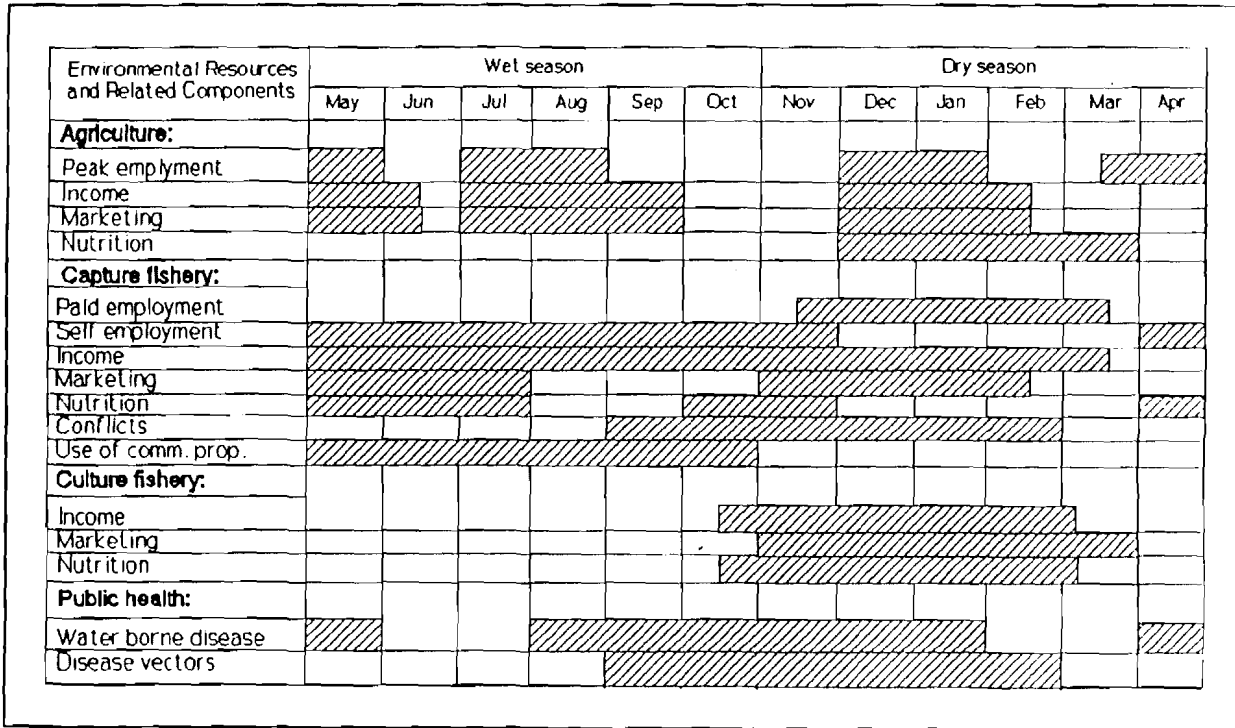 Environmental Resources
and Related Components
Wet season
Dry season
May Jun Jul Aug Sep Oct Nov Dec Jan Feb Mar Apr
Agriculture:
Peak emplyment
Income
Marketing
Nutrition
Capture fishery:
Paid employment
Self employment
Income
Marketing
Nutrition
Conflicts
Use of comm. prop.
Culture fishery:
Income
Marketing
Nutrition
Public health:
Water borne disease
Disease vectors